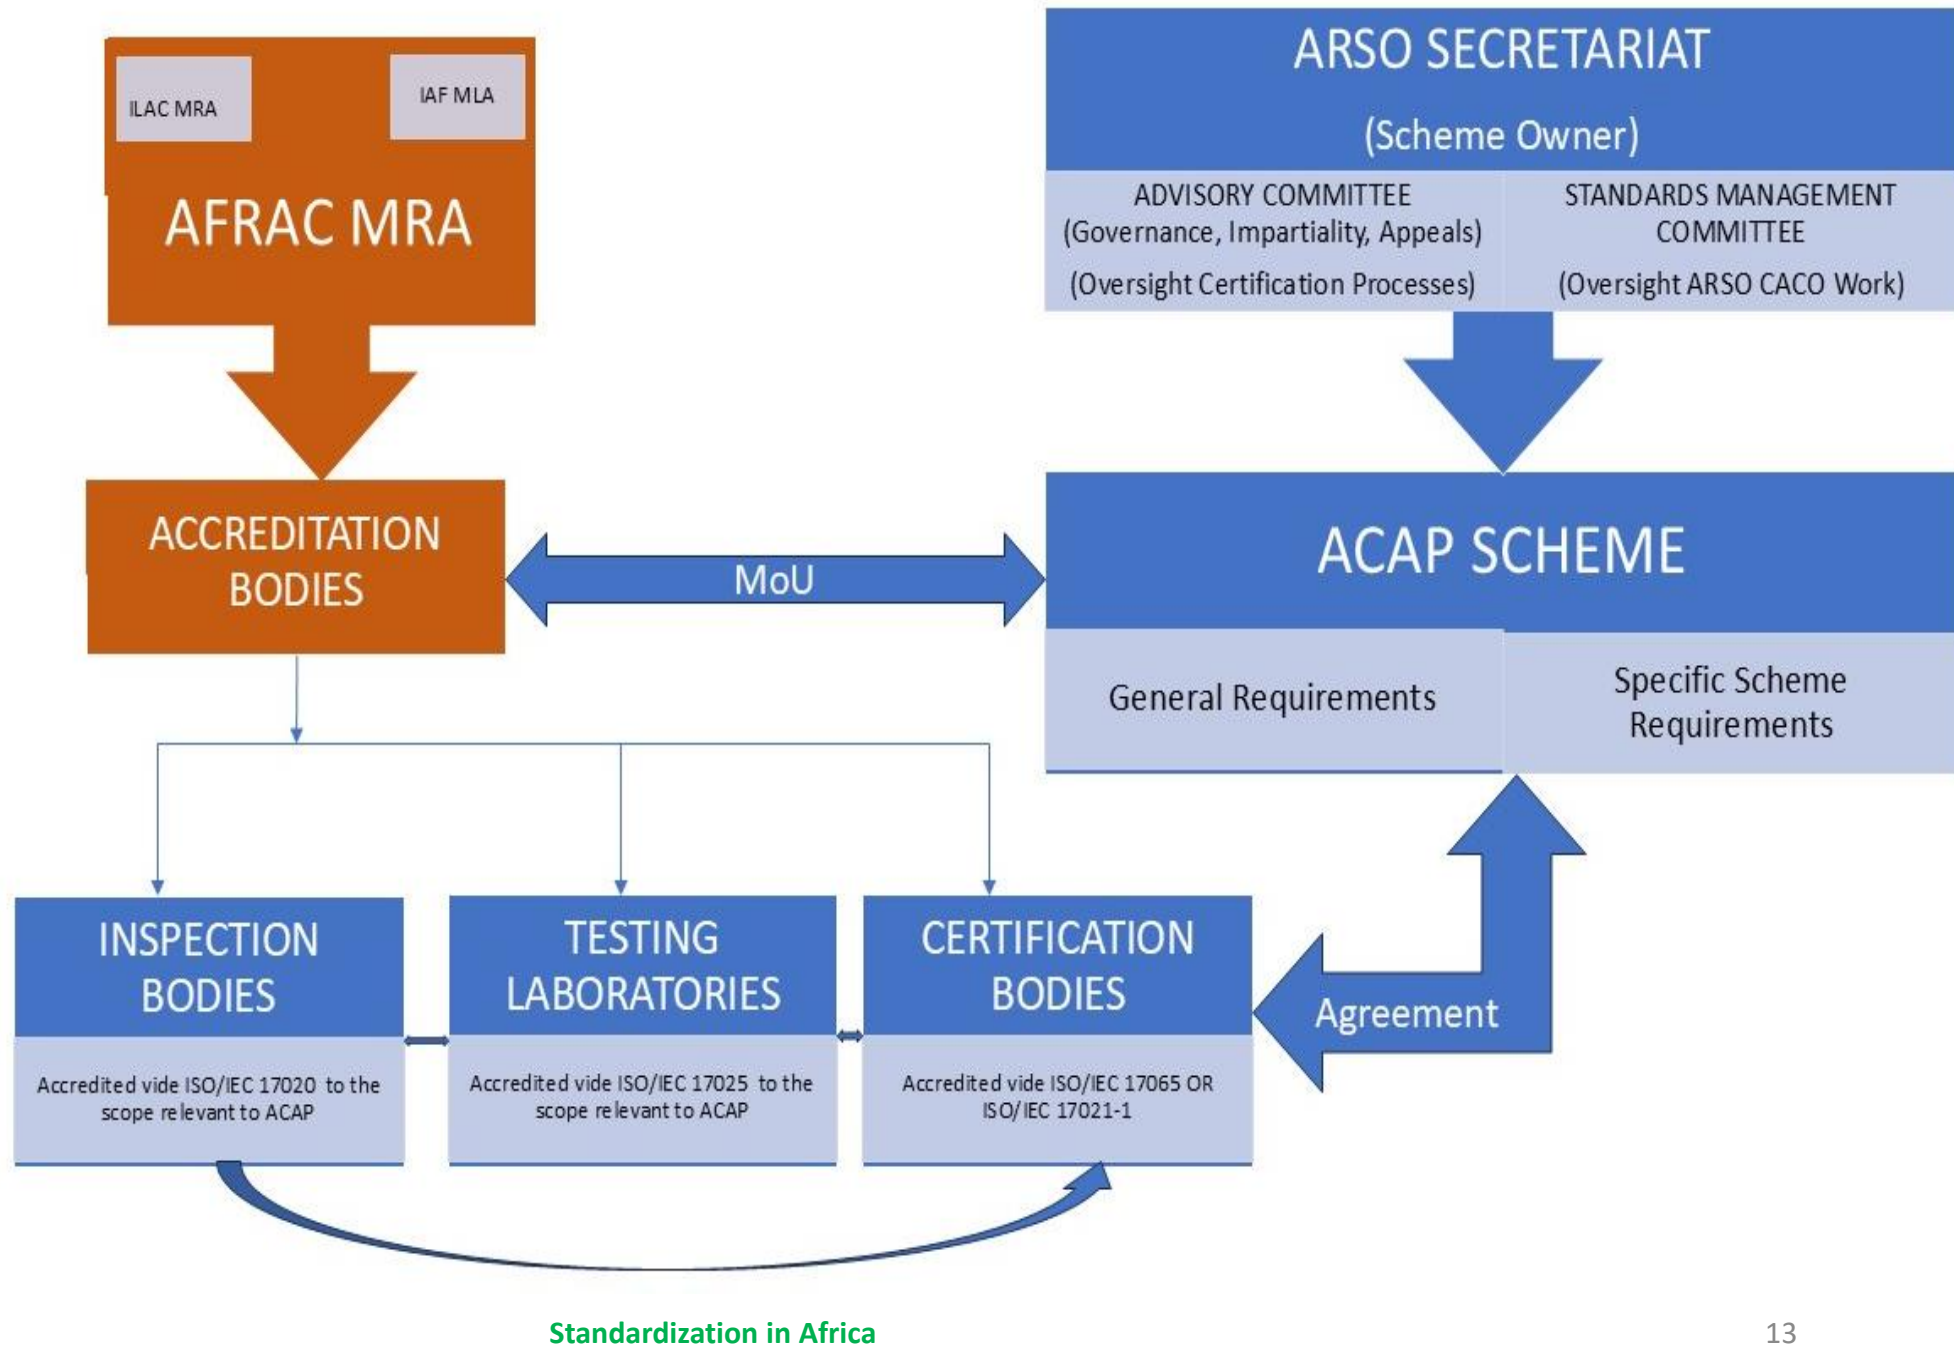 ILAC MRA
IAF MLA
AFRAC MRA
ARSO SECRETARIAT
(Scheme Owner)
ADVISORY COMMITTEE
(Governance, Impartiality, Appeals)
(Oversight Certification Processes)
STANDARDS MANAGEMENT
COMMITTEE
(Oversight ARSO CACO Work)
ACCREDITATION
BODIES
MoU
ACAP SCHEME
General Requirements
Specific Scheme
Requirements
INSPECTION
BODIES
Accredited vide ISO/IEC 17020 to the
scope relevant to ACAP
TESTING
LABORATORIES
Accredited vide ISO/IEC 17025 to the
scope relevant to ACAP
CERTIFICATION
BODIES
Accredited vide ISO/IEC 17065 OR
ISO/IEC 17021-1
Agreement
Standardization in Africa
13